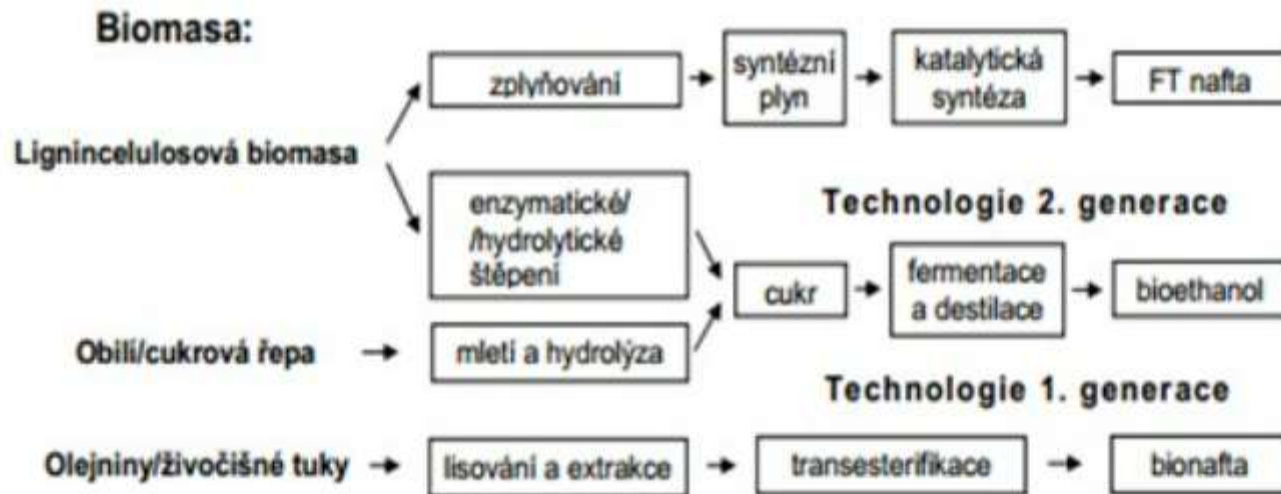 Biomasa:
zplyňování
syntézní
plyn
katalytická
syntéza
FT nafta
Lignincelulosová biomasa
enzymatické/
/hydrolytické
štěpení
Technologie 2. generace
cukr
fermentace
a destilace
bioethanol
Obilí/cukrová řepa
mletí a hydrolýza
Technologie 1. generace
Olejniny/živočišné tuky
lisování a extrakce
transesterifikace
bionafta